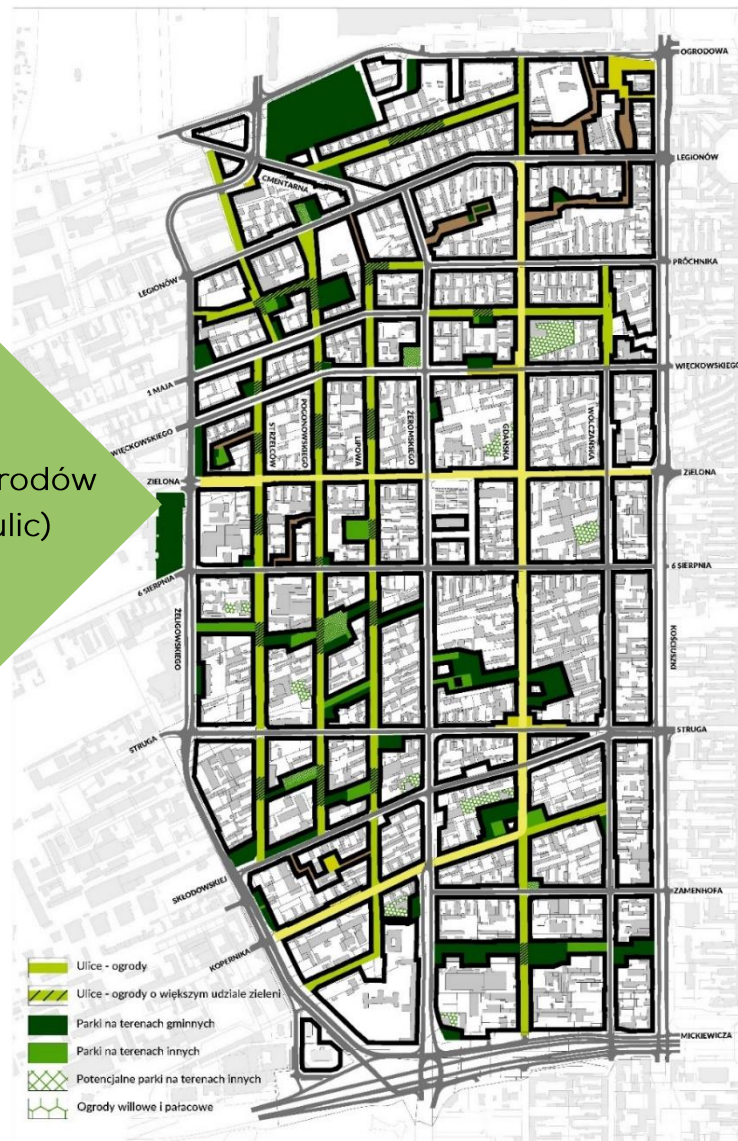 OGRODOWA
LEGIONÓW
CMENTARNA
PRÓCHNIKA
LEGIONÓW
1 MAJA
WIĘCKOWSKIEGO
WIĘCKOWSKIEGO
STRZELCÓW
POGONOWSKIEGO
LIPOWA
ŻEROMSKIEGO
GDAŃSKA
WÓLCZAŃSKA
ZIELONA
ZIELONA
rodów
ulic)
6 SIERPNIA
6 SIERPNIA
ŻELIGOWSKIEGO
KOŚCIUSZKI
STRUGA
STRUGA
SKŁODOWSKIEJ
ZAMENHOFA
KOPERNIKA
MICKIEWICZA
Ulice - ogrody
Ulice - ogrody o większym udziale zieleni
Parki na terenach gminnych
Parki na terenach innych
Potencjalne parki na terenach innych
Ogrody willowe i pałacowe